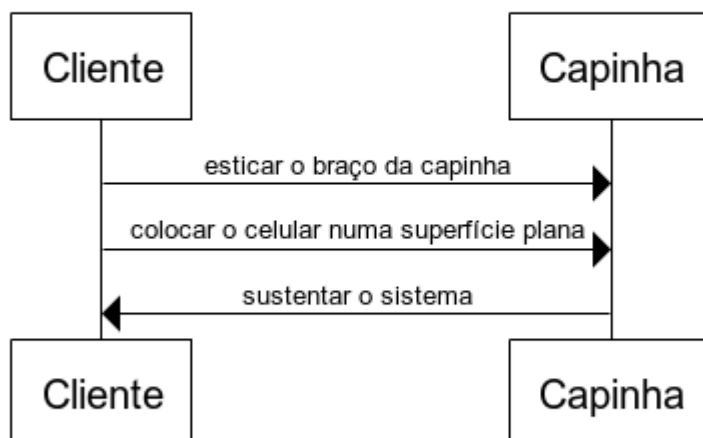 Cliente
Capinha
esticar o braço da capinha
colocar o celular numa superfície plana
sustentar o sistema
Cliente
Capinha